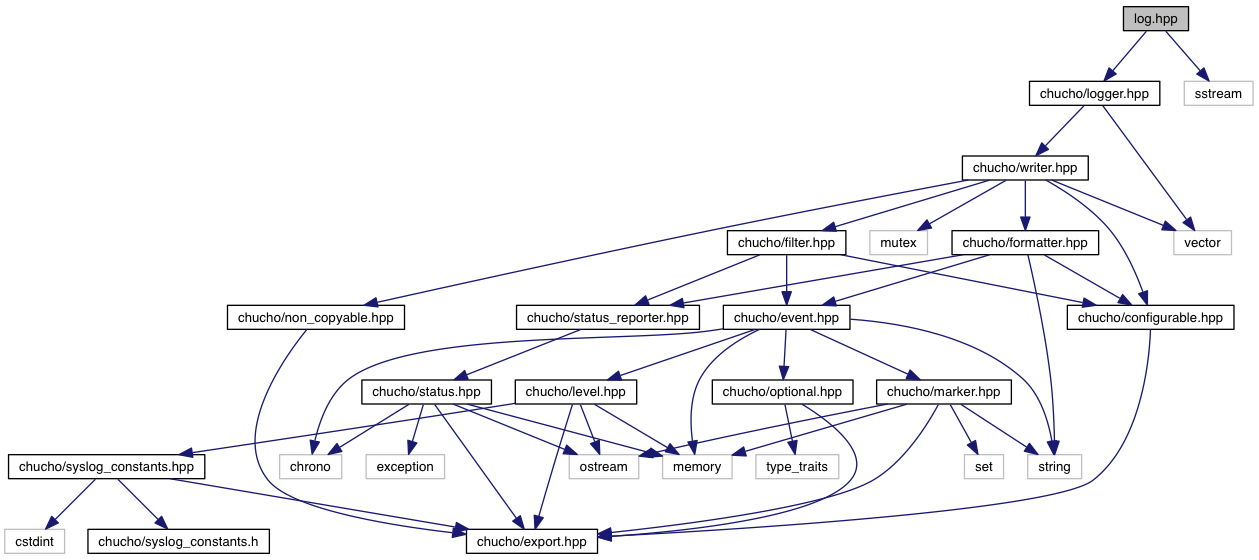 log.hpp
chucho/logger.hpp
sstream
chucho/writer.hpp
chucho/filter.hpp
mutex
chucho/formatter.hpp
vector
chucho/non_copyable.hpp
chucho/status_reporter.hpp
chucho/event.hpp
chucho/configurable.hpp
chucho/status.hpp
chucho/level.hpp
chucho/optional.hpp
chucho/marker.hpp
chucho/syslog_constants.hpp
chrono
exception
ostream
memory
type_traits
set
string
cstdint
chucho/syslog_constants.h
chucho/export.hpp